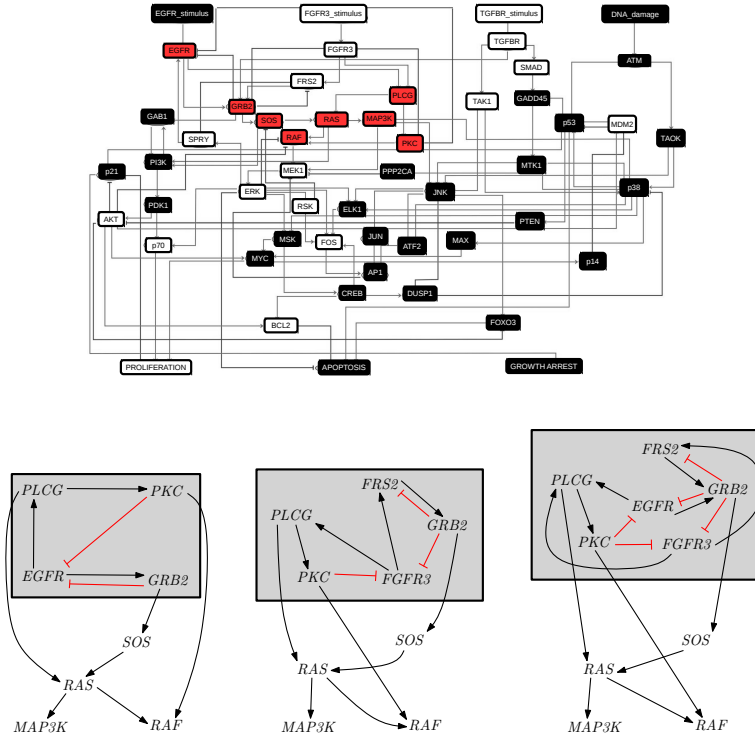 EGFR_stimulus FGFR3_stimulus TGFBR_stimulus DNA_damage
EGFR FGFR3 TGFBR ATM
FRS2 SMAD
GRB2 PLCG TAK1 GADD45
GAB1 SOS RAS MAP3K p53 MDM2
SPRY RAF PKC TAOK
p21 PI3K MEK1 PPP2CA MTK1
ERK JNK p38
PDK1 RSK ELK1
AKT PTEN
p70 MSK FOS JUN ATF2 MAX
MYC AP1 p14
CREB DUSP1
BCL2 FOXO3
PROLIFERATION APOPTOSIS GROWTH ARREST
PLCG PKC
EGFR GRB2
SOS
RAS
MAP3K RAF
FRS2
PLCG GRB2
PKC FGFR3
SOS
RAS
MAP3K RAF
FRS2
PLCG GRB2
EGFR
PKC FGFR3
SOS
RAS
MAP3K RAF